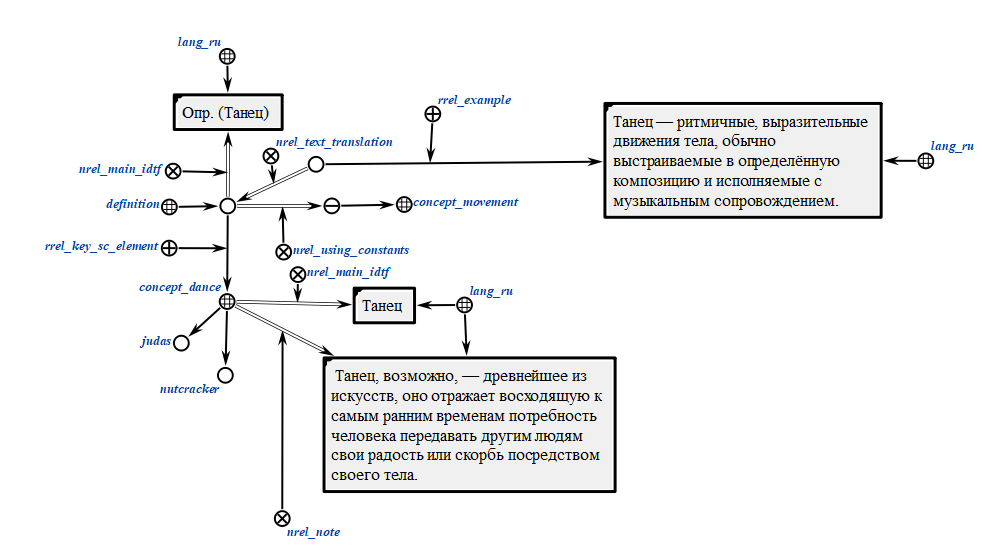 lang_ru
Опр. (Танец)
rrel_example
nrel_text_translation
Танец — ритмичные, выразительные
движения тела, обычно
выстраиваемые в определённую
композицию и исполняемые с
музыкальным сопровождением.
lang_ru
nrel_main_idtf
definition
concept_movement
rrel_key_sc_element
nrel_using_constants
nrel_main_idtf
concept_dance
Танец
lang_ru
judas
nutcracker
Танец, возможно, — древнейшее из
искусств, оно отражает восходящую к
самым ранним временам потребность
человека передавать другим людям
свои радость или скорбь посредством
своего тела.
nrel_note